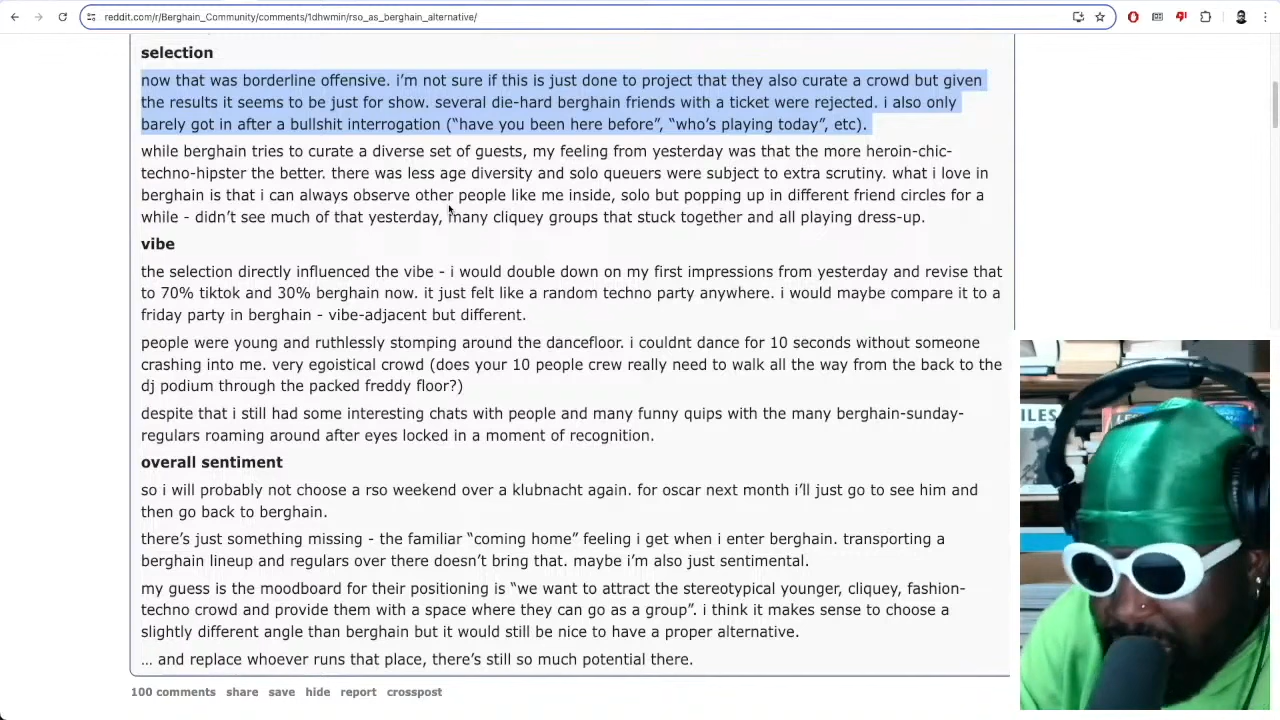 reddit.com/r/Berghain_Community/comments/1dhwmin/rso_as_berghain_alternative/
selection
now that was borderline offensive. i'm not sure if this is just done to project that they also curate a crowd but given
the results it seems to be just for show. several die-hard berghain friends with a ticket were rejected. i also only
barely got in after a bullshit interrogation (“have you been here before”, “who's playing today”, etc).
while berghain tries to curate a diverse set of guests, my feeling from yesterday was that the more heroin-chic-
techno-hipster the better. there was less age diversity and solo queuers were subject to extra scrutiny. what i love in
berghain is that i can always observe other people like me inside, solo but popping up in different friend circles for a
while - didn't see much of that yesterday, many cliquey groups that stuck together and all playing dress-up.
vibe
the selection directly influenced the vibe - i would double down on my first impressions from yesterday and revise that
to 70% tiktok and 30% berghain now. it just felt like a random techno party anywhere. i would maybe compare it to a
friday party in berghain - vibe-adjacent but different.
people were young and ruthlessly stomping around the dancefloor. i couldnt dance for 10 seconds without someone
crashing into me. very egoistical crowd (does your 10 people crew really need to walk all the way from the back to the
dj podium through the packed freddy floor?)
despite that i still had some interesting chats with people and many funny quips with the many berghain-sunday-
regulars roaming around after eyes locked in a moment of recognition.
overall sentiment
so i will probably not choose a rso weekend over a klubnacht again. for oscar next month i'll just go to see him and
then go back to berghain.
there's just something missing - the familiar “coming home” feeling i get when i enter berghain. transporting a
berghain lineup and regulars over there doesn't bring that. maybe i'm also just sentimental.
my guess is the moodboard for their positioning is “we want to attract the stereotypical younger, cliquey, fashion-
techno crowd and provide them with a space where they can go as a group”. i think it makes sense to choose a
slightly different angle than berghain but it would still be nice to have a proper alternative.
… and replace whoever runs that place, there's still so much potential there.
100 comments share save hide report crosspost